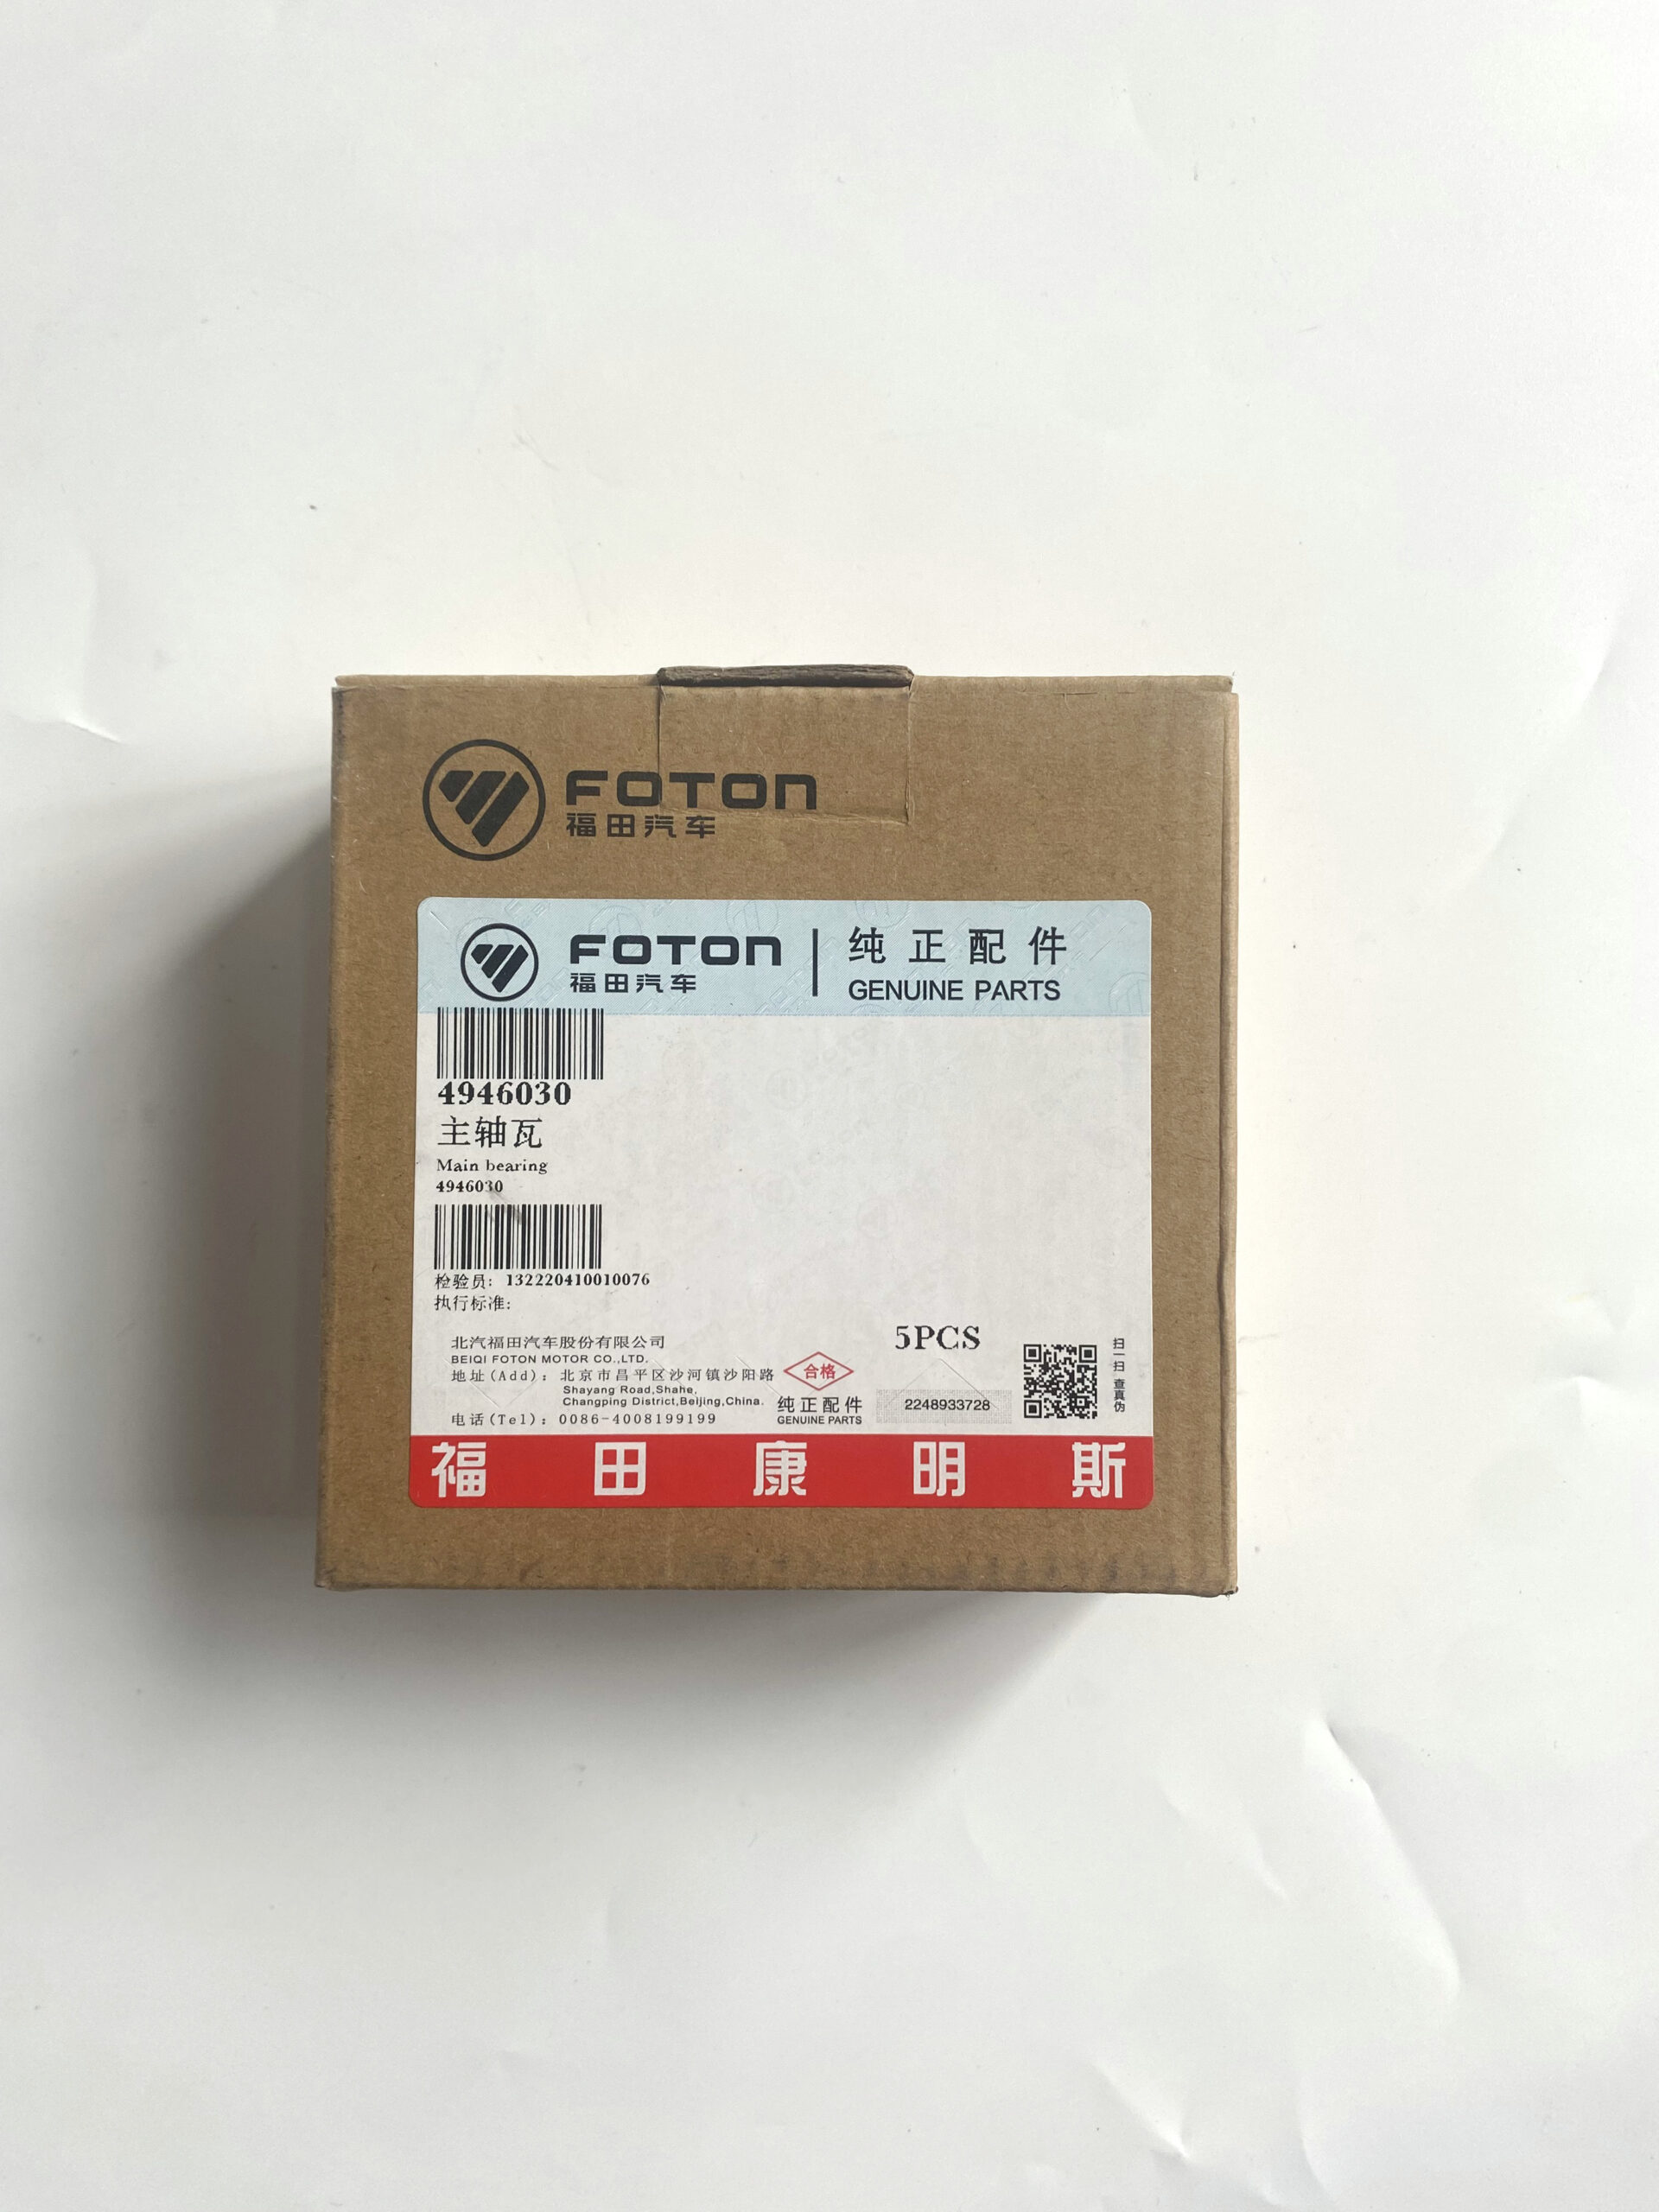 FOTON
福田汽车
FOTON
福田汽车
纯正配件
GENUINE PARTS
4946030
主轴瓦
Main bearing
4946030
检验员: 132220410010076
执行标准:
5PCS
北汽福田汽车股份有限公司
BEIQI FOTON MOTOR CO.,LTD.
地址(Add): 北京市昌平区沙河镇沙阳路
Shayang Road,Shahe,
Changping District,Beijing,China.
电话(Tel): 0086-4008199199
合格
纯正配件
GENUINE PARTS
2248933728
扫一扫 查真伪
福田康明斯